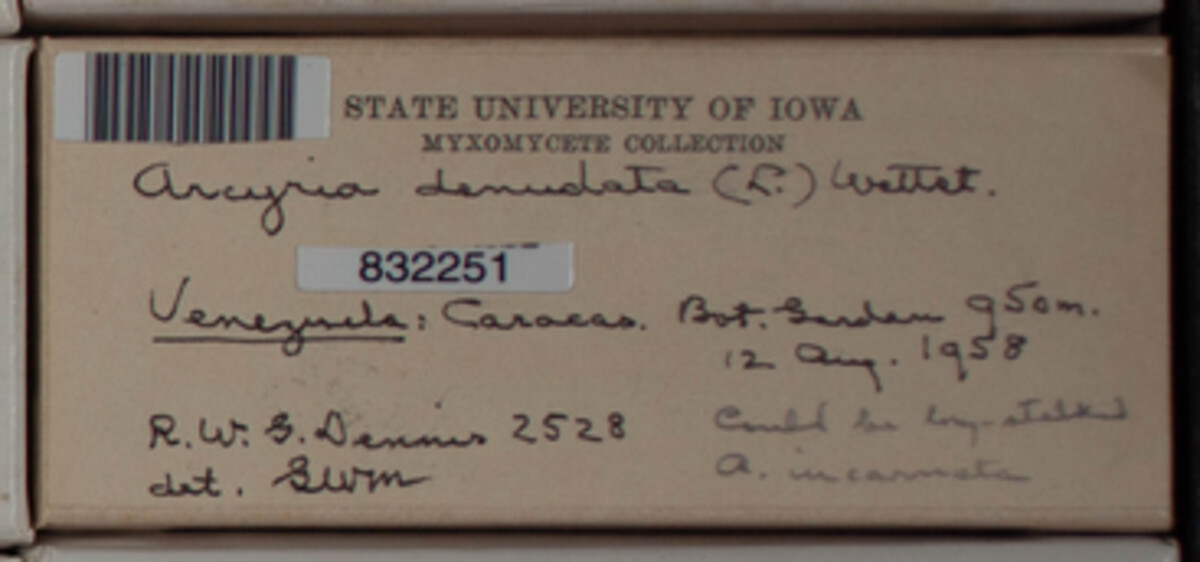 STATE UNIVERSITY OF IOWA
MYXOMYCETE COLLECTION
Arcyria denudata (L.) Wettst.
832251
Venezuela: Caracas. Bot. Garden 950m.
12 Aug. 1958
R.W.G. Dennis 2528
det. GWM
Could be long-stalked
A. incarnata